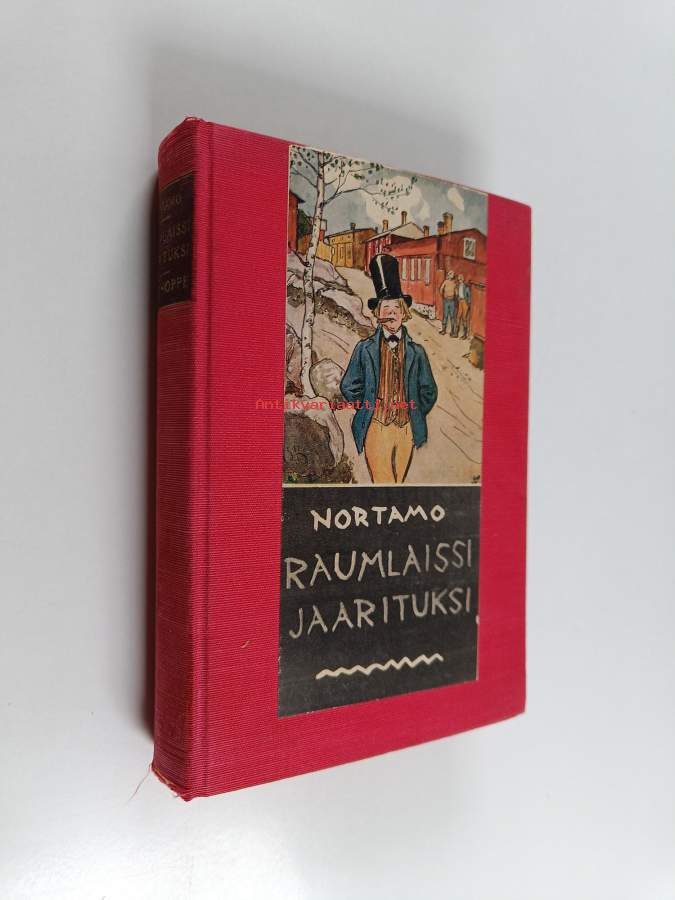 NORTAMO
RAUMLAISSI
JAARITUKSI
Antikvariaatti.net